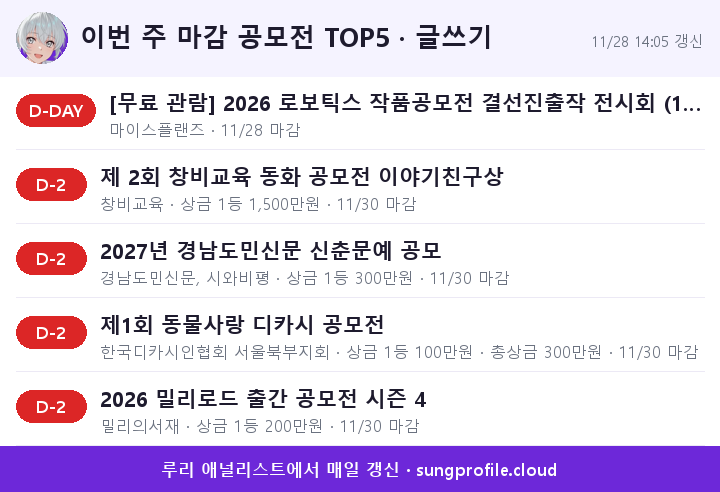 이번 주 마감 공모전 TOP5 · 글쓰기
11/28 14:05 갱신
D-DAY
[무료 관람] 2026 로보틱스 작품공모전 결선진출작 전시회 (1...
마이스플랜즈 · 11/28 마감
D-2
제 2회 창비교육 동화 공모전 이야기친구상
창비교육 · 상금 1등 1,500만원 · 11/30 마감
D-2
2027년 경남도민신문 신춘문예 공모
경남도민신문, 시와비평 · 상금 1등 300만원 · 11/30 마감
D-2
제1회 동물사랑 디카시 공모전
한국디카시인협회 서울북부지회 · 상금 1등 100만원 · 총상금 300만원 · 11/30 마감
D-2
2026 밀리로드 출간 공모전 시즌 4
밀리의서재 · 상금 1등 200만원 · 11/30 마감
루리 애널리스트에서 매일 갱신 · sungprofile.cloud